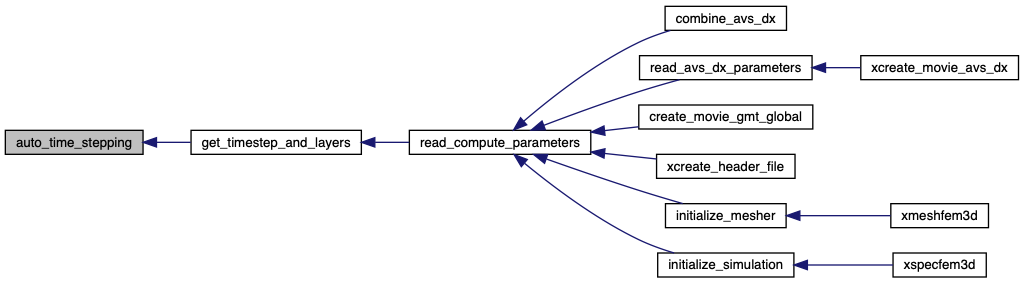 combine_avs_dx
read_avs_dx_parameters
xcreate_movie_avs_dx
create_movie_gmt_global
auto_time_stepping
get_timestep_and_layers
read_compute_parameters
xcreate_header_file
initialize_mesher
xmeshfem3d
initialize_simulation
xspecfem3d